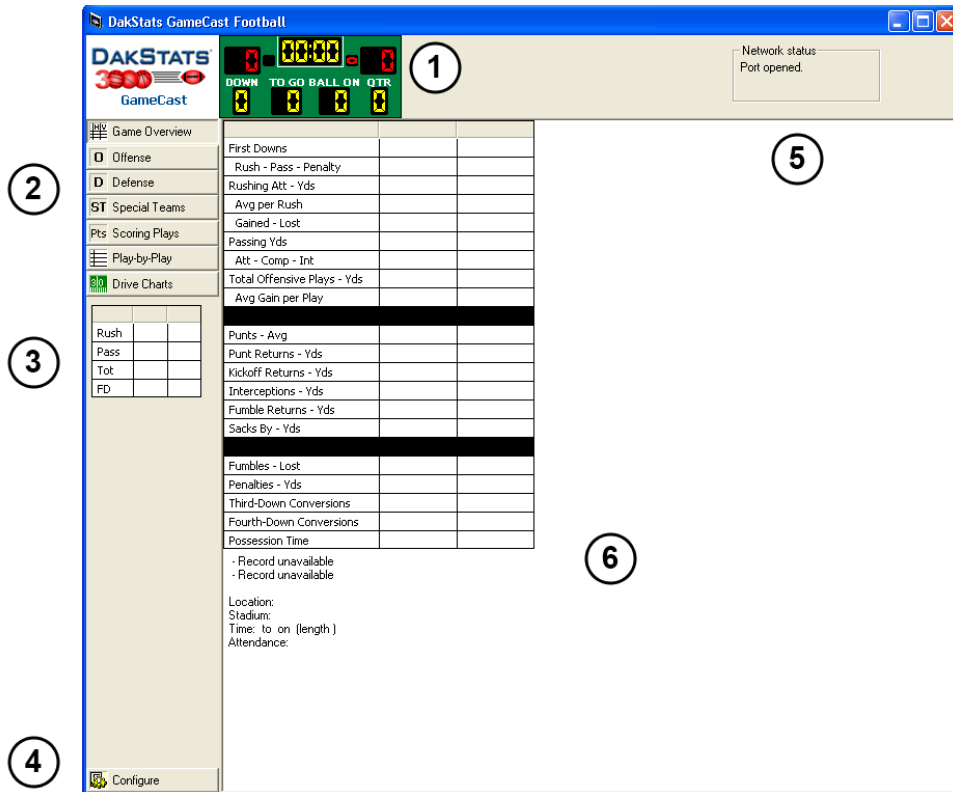 DakStats GameCast Football
DAKSTATS
3000
GameCast
0 00:00 0
DOWN TO GO BALL ON QTR
0 0 0 0
1
Network status
Port opened.
Game Overview
O Offense
D Defense
ST Special Teams
Pts Scoring Plays
Play-by-Play
30 Drive Charts
2
Rush
Pass
Tot
FD
3
4
Configure
First Downs
Rush - Pass - Penalty
Rushing Att - Yds
Avg per Rush
Gained - Lost
Passing Yds
Att - Comp - Int
Total Offensive Plays - Yds
Avg Gain per Play
Punts - Avg
Punt Returns - Yds
Kickoff Returns - Yds
Interceptions - Yds
Fumble Returns - Yds
Sacks By - Yds
Fumbles - Lost
Penalties - Yds
Third-Down Conversions
Fourth-Down Conversions
Possession Time
- Record unavailable
- Record unavailable
Location:
Stadium:
Time: to on (length )
Attendance:
5
6